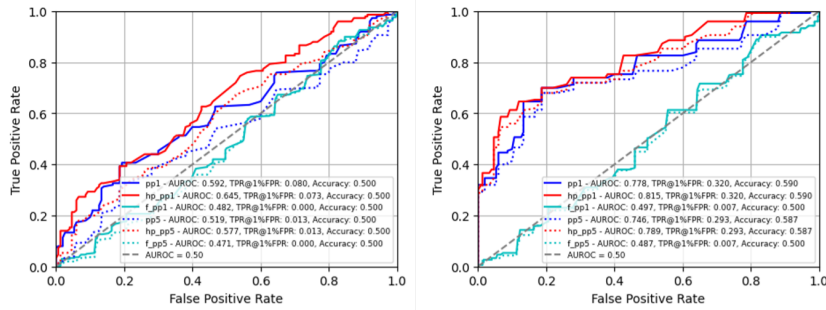 1.0
0.8
0.6
0.4
0.2
0.0
True Positive Rate
pp1 - AUROC: 0.592, TPR@1%FPR: 0.080, Accuracy: 0.500
hp_pp1 - AUROC: 0.645, TPR@1%FPR: 0.073, Accuracy: 0.500
f_pp1 - AUROC: 0.482, TPR@1%FPR: 0.000, Accuracy: 0.500
pp5 - AUROC: 0.519, TPR@1%FPR: 0.013, Accuracy: 0.500
hp_pp5 - AUROC: 0.577, TPR@1%FPR: 0.013, Accuracy: 0.500
f_pp5 - AUROC: 0.471, TPR@1%FPR: 0.000, Accuracy: 0.500
AUROC = 0.50
0.0 0.2 0.4 0.6 0.8 1.0
False Positive Rate
1.0
0.8
0.6
0.4
0.2
0.0
True Positive Rate
pp1 - AUROC: 0.778, TPR@1%FPR: 0.320, Accuracy: 0.590
hp_pp1 - AUROC: 0.815, TPR@1%FPR: 0.320, Accuracy: 0.590
f_pp1 - AUROC: 0.497, TPR@1%FPR: 0.007, Accuracy: 0.500
pp5 - AUROC: 0.746, TPR@1%FPR: 0.293, Accuracy: 0.587
hp_pp5 - AUROC: 0.789, TPR@1%FPR: 0.293, Accuracy: 0.587
f_pp5 - AUROC: 0.487, TPR@1%FPR: 0.007, Accuracy: 0.500
AUROC = 0.50
0.0 0.2 0.4 0.6 0.8 1.0
False Positive Rate